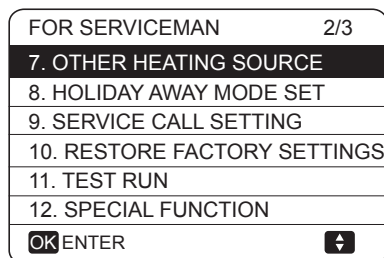 FOR SERVICEMAN 2/3
7. OTHER HEATING SOURCE
8. HOLIDAY AWAY MODE SET
9. SERVICE CALL SETTING
10. RESTORE FACTORY SETTINGS
11. TEST RUN
12. SPECIAL FUNCTION
OK ENTER